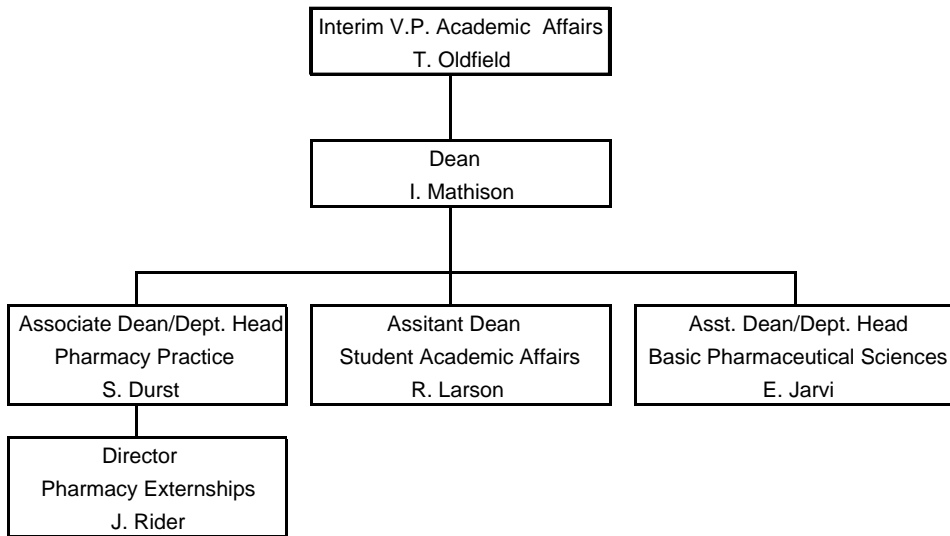 Interim V.P. Academic Affairs
T. Oldfield
Dean
I. Mathison
Associate Dean/Dept. Head
Pharmacy Practice
S. Durst
Assitant Dean
Student Academic Affairs
R. Larson
Asst. Dean/Dept. Head
Basic Pharmaceutical Sciences
E. Jarvi
Director
Pharmacy Externships
J. Rider